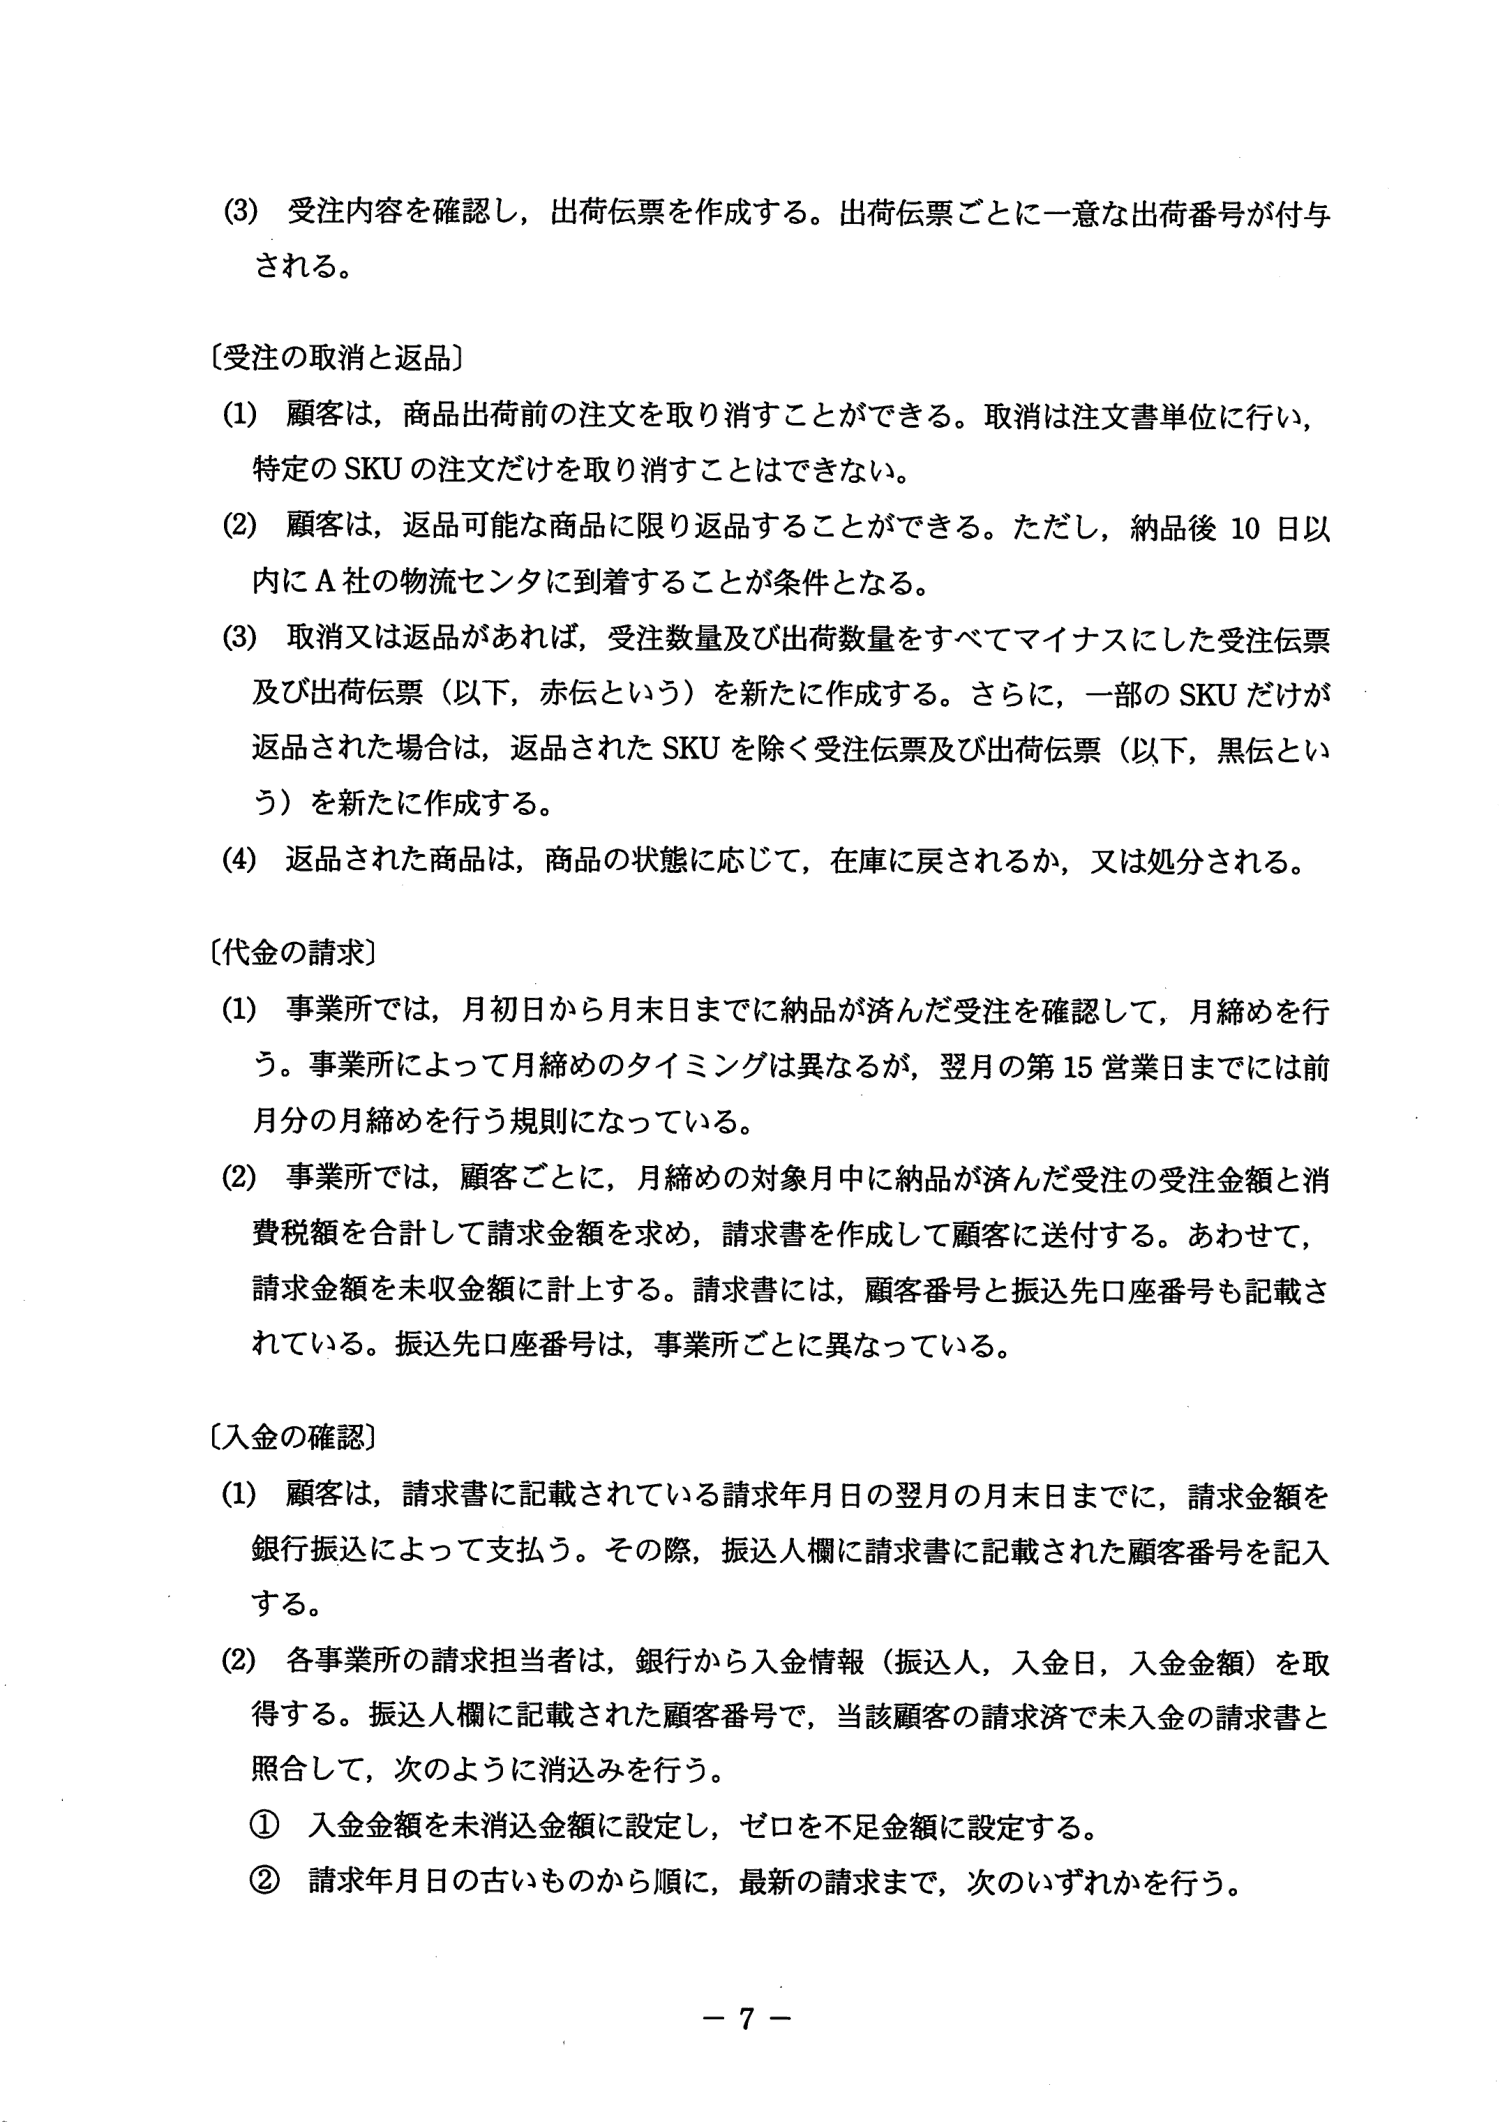 (3) 受注内容を確認し，出荷伝票を作成する。出荷伝票ごとに一意な出荷番号が付与
される。
〔受注の取消と返品〕
(1) 顧客は，商品出荷前の注文を取り消すことができる。取消は注文書単位に行い，
特定の SKU の注文だけを取り消すことはできない。
(2) 顧客は，返品可能な商品に限り返品することができる。ただし，納品後 10 日以
内に A 社の物流センタに到着することが条件となる。
(3) 取消又は返品があれば，受注数量及び出荷数量をすべてマイナスにした受注伝票
及び出荷伝票（以下，赤伝という）を新たに作成する。さらに，一部の SKU だけが
返品された場合は，返品された SKU を除く受注伝票及び出荷伝票（以下，黒伝とい
う）を新たに作成する。
(4) 返品された商品は，商品の状態に応じて，在庫に戻されるか，又は処分される。
〔代金の請求〕
(1) 事業所では，月初日から月末日までに納品が済んだ受注を確認して，月締めを行
う。事業所によって月締めのタイミングは異なるが，翌月の第 15 営業日までには前
月分の月締めを行う規則になっている。
(2) 事業所では，顧客ごとに，月締めの対象月中に納品が済んだ受注の受注金額と消
費税額を合計して請求金額を求め，請求書を作成して顧客に送付する。あわせて，
請求金額を未収金額に計上する。請求書には，顧客番号と振込先口座番号も記載さ
れている。振込先口座番号は，事業所ごとに異なっている。
〔入金の確認〕
(1) 顧客は，請求書に記載されている請求年月日の翌月の月末日までに，請求金額を
銀行振込によって支払う。その際，振込人欄に請求書に記載された顧客番号を記入
する。
(2) 各事業所の請求担当者は，銀行から入金情報（振込人，入金日，入金金額）を取
得する。振込人欄に記載された顧客番号で，当該顧客の請求済で未入金の請求書と
照合して，次のように消込みを行う。
① 入金金額を未消込金額に設定し，ゼロを不足金額に設定する。
② 請求年月日の古いものから順に，最新の請求まで，次のいずれかを行う。
－ 7 －